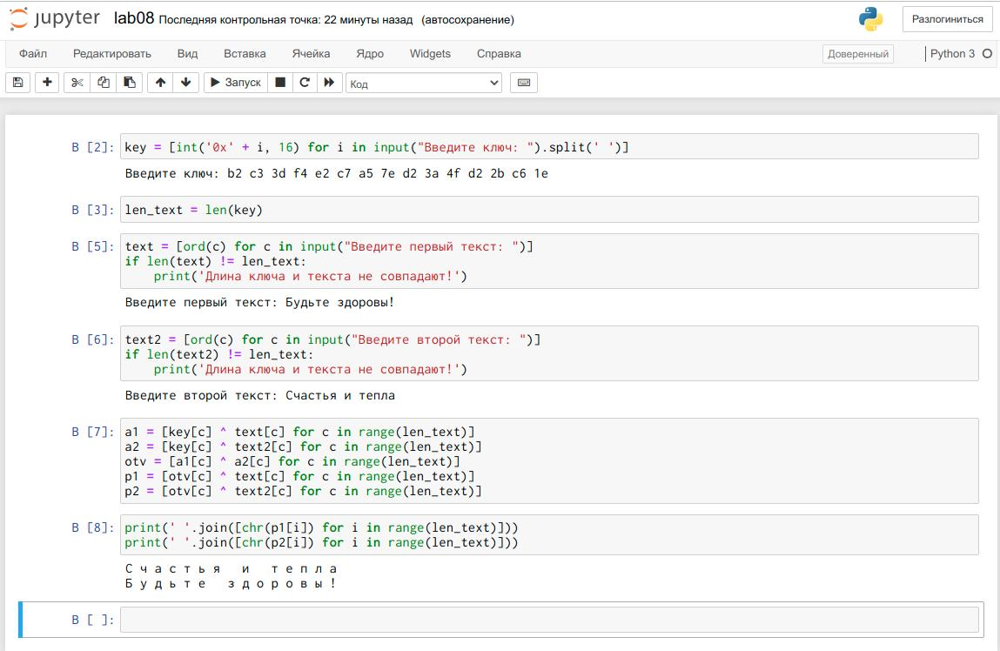 jupyter lab08 Последняя контрольная точка: 22 минуты назад (автосохранение) Разлогиниться
Файл Редактировать Вид Вставка Ячейка Ядро Widgets Справка Доверенный Python 3
Запуск Код
B [2]: key = [int('0x' + i, 16) for i in input("Введите ключ: ").split(' ')]
Введите ключ: b2 c3 3d f4 e2 c7 a5 7e d2 3a 4f d2 2b c6 1e
B [3]: len_text = len(key)
B [5]: text = [ord(c) for c in input("Введите первый текст: ")]
if len(text) != len_text:
    print('Длина ключа и текста не совпадают!')
Введите первый текст: Будьте здоровы!
B [6]: text2 = [ord(c) for c in input("Введите второй текст: ")]
if len(text2) != len_text:
    print('Длина ключа и текста не совпадают!')
Введите второй текст: Счастья и тепла
B [7]: a1 = [key[c] ^ text[c] for c in range(len_text)]
a2 = [key[c] ^ text2[c] for c in range(len_text)]
otv = [a1[c] ^ a2[c] for c in range(len_text)]
p1 = [otv[c] ^ text[c] for c in range(len_text)]
p2 = [otv[c] ^ text2[c] for c in range(len_text)]
B [8]: print(' '.join([chr(p1[i]) for i in range(len_text)]))
print(' '.join([chr(p2[i]) for i in range(len_text)]))
С ч а с т ь я   и   т е п л а
Б у д ь т е   з д о р о в ы !
B [ ]: